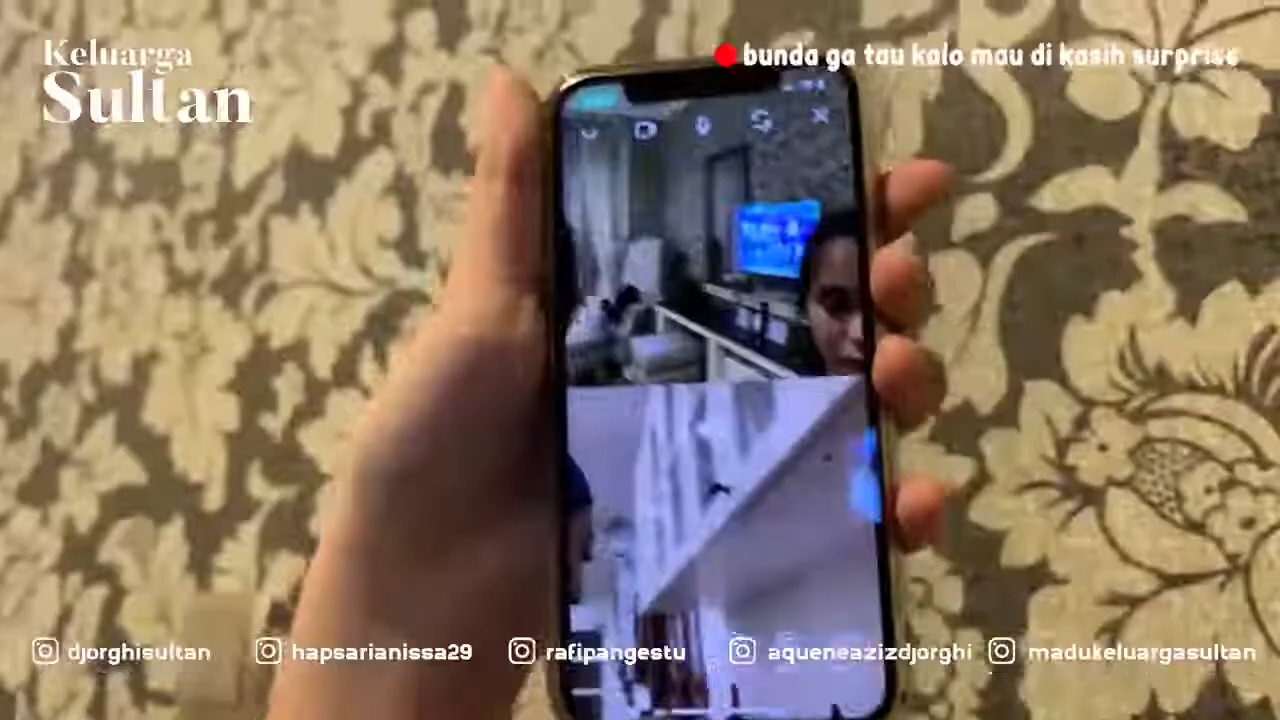 Keluarga
Sultan
bunda ga tau kalo mau di kasih surprise
djorghisultan
hapsarianissa29
rafipangestu
aqueneazizdjorghi
madukeluargasultan